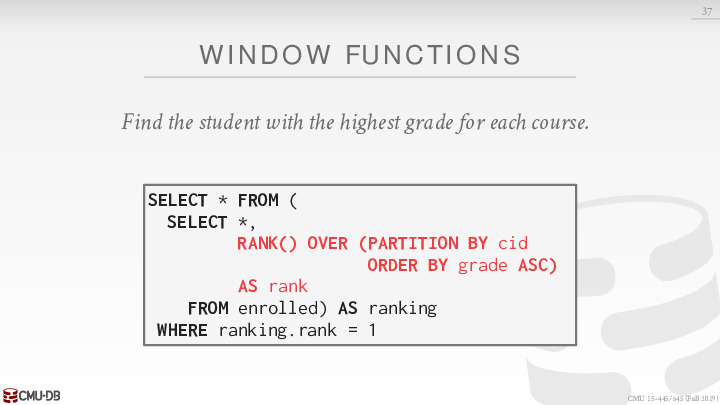 37
WINDOW FUNCTIONS
Find the student with the highest grade for each course.
SELECT * FROM (
SELECT *,
RANK() OVER (PARTITION BY cid
ORDER BY grade ASC)
AS rank
FROM enrolled) AS ranking
WHERE ranking.rank = 1
CMU·DB
CMU 15-445/645 (Fall 2019)